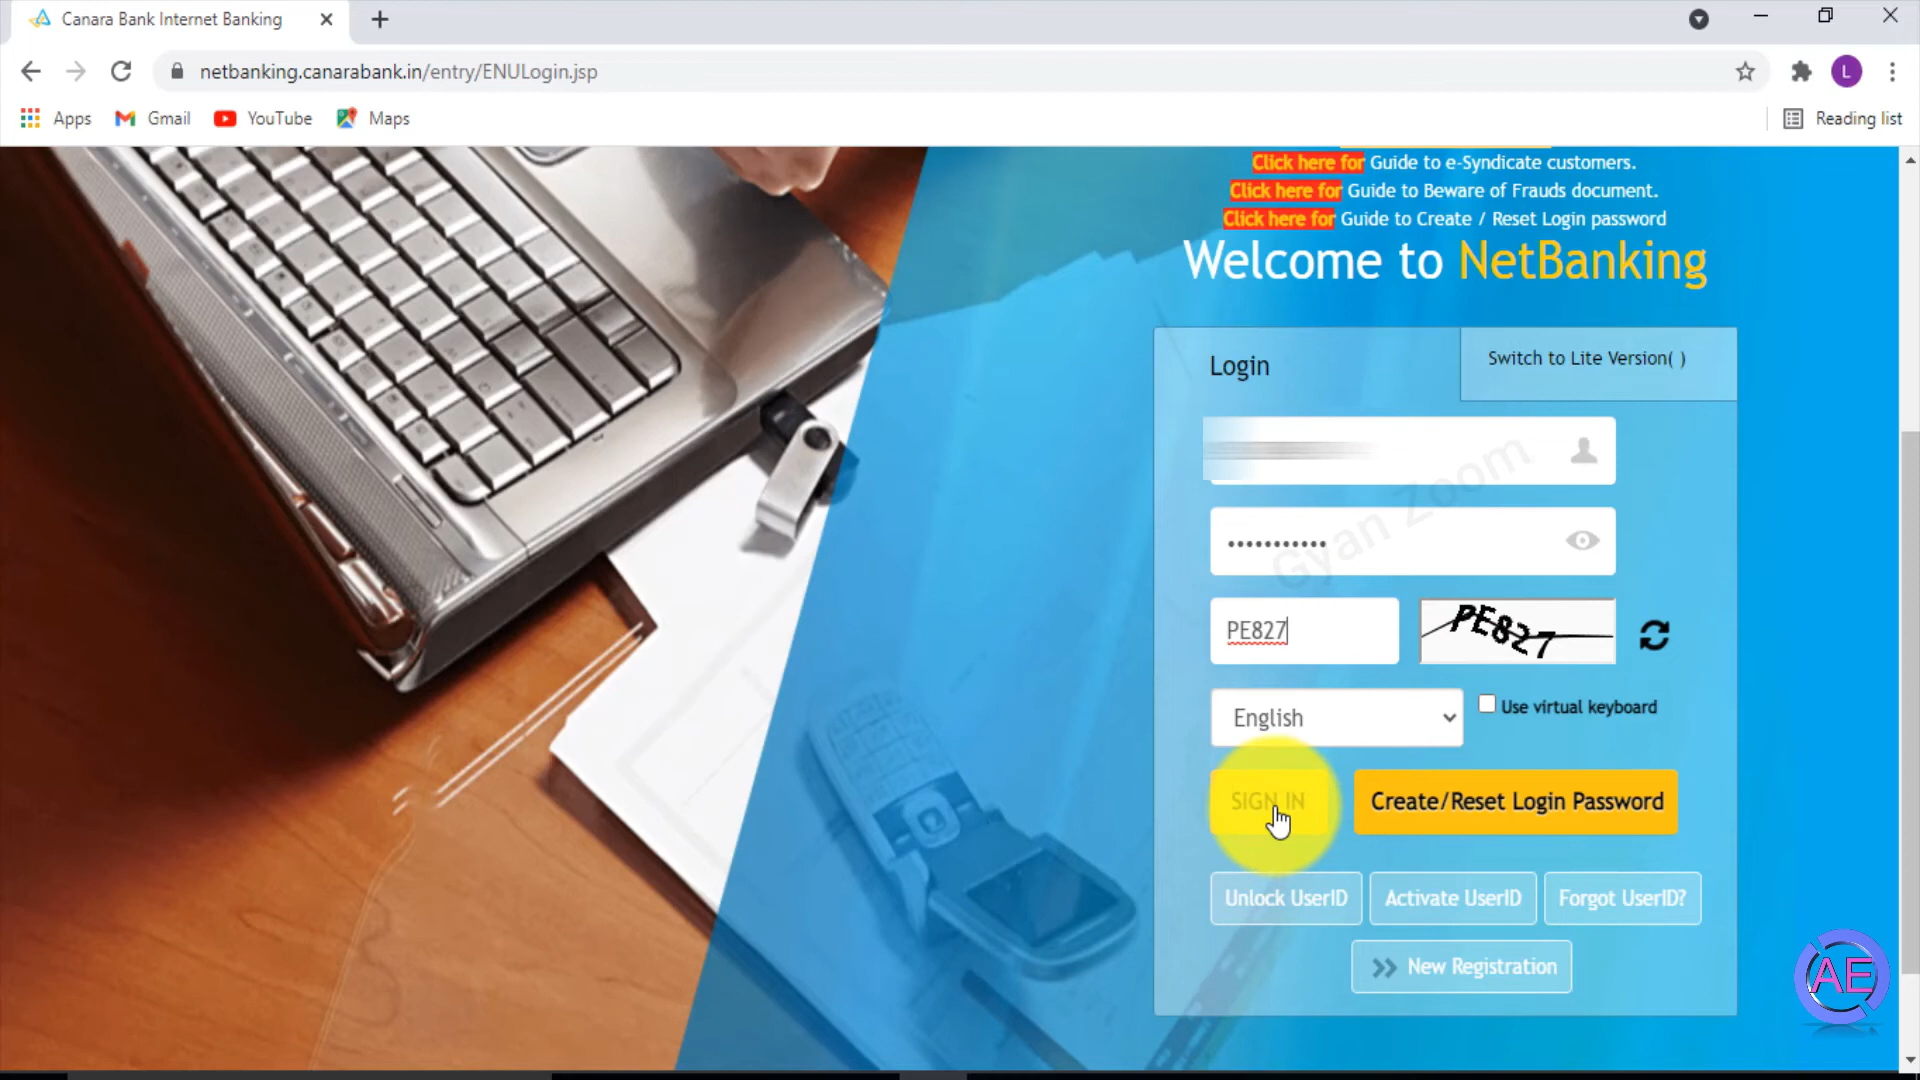 Canara Bank Internet Banking
netbanking.canarabank.in/entry/ENULogin.jsp
L
Apps Gmail YouTube Maps Reading list
Click here for Guide to e-Syndicate customers.
Click here for Guide to Beware of Frauds document.
Click here for Guide to Create / Reset Login password
Welcome to NetBanking
Login Switch to Lite Version( )
Gyan Zoom
PE827 PE827
English Use virtual keyboard
SIGN IN Create/Reset Login Password
Unlock UserID Activate UserID Forgot UserID?
New Registration
AE